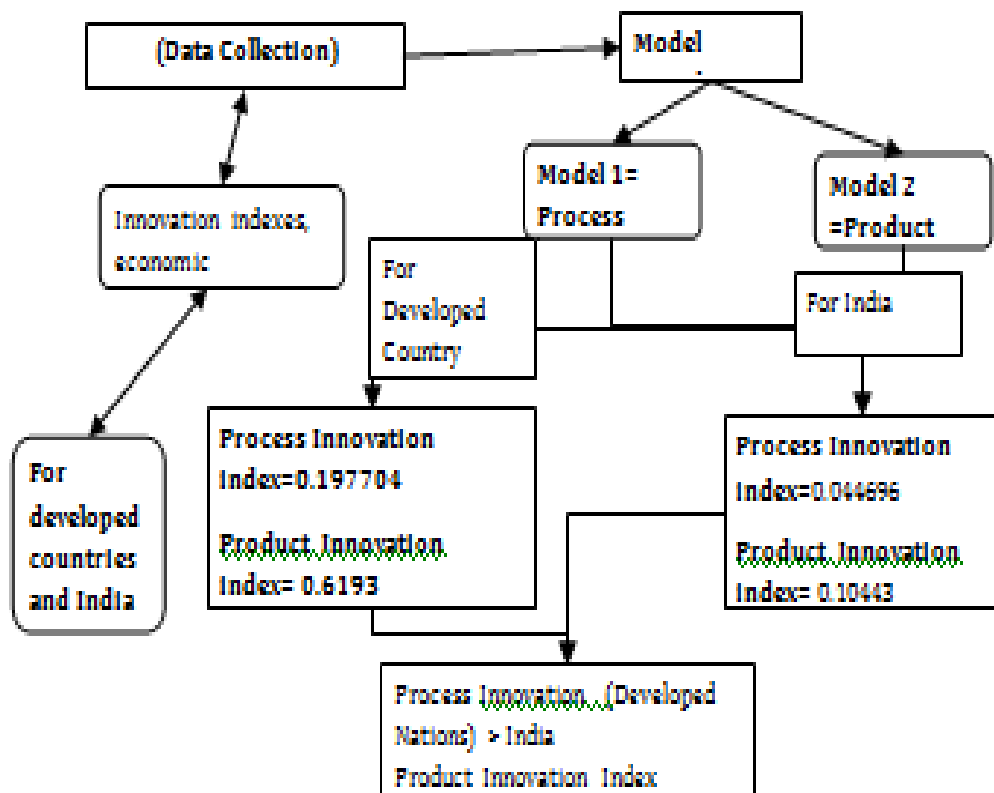 (Data Collection)
Model
Model 1=
Process
Model 2
=Product
Innovation indexes,
economic
For
Developed
Country
For India
For
developed
countries
and India
Process Innovation
index=0.197704
Product Innovation
index= 0.6193
Process Innovation
index=0.044696
Product Innovation
index= 0.10443
Process Innovation (Developed
Nations) > India
Product Innovation Index